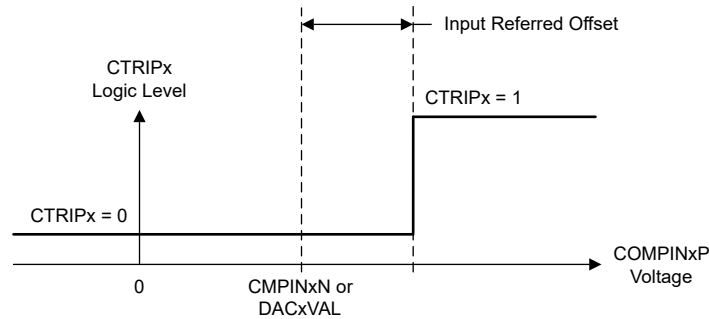 Input Referred Offset
CTRIPx
Logic Level
CTRIPx = 1
CTRIPx = 0
COMPINxP
Voltage
0
CMPINxN or
DACxVAL